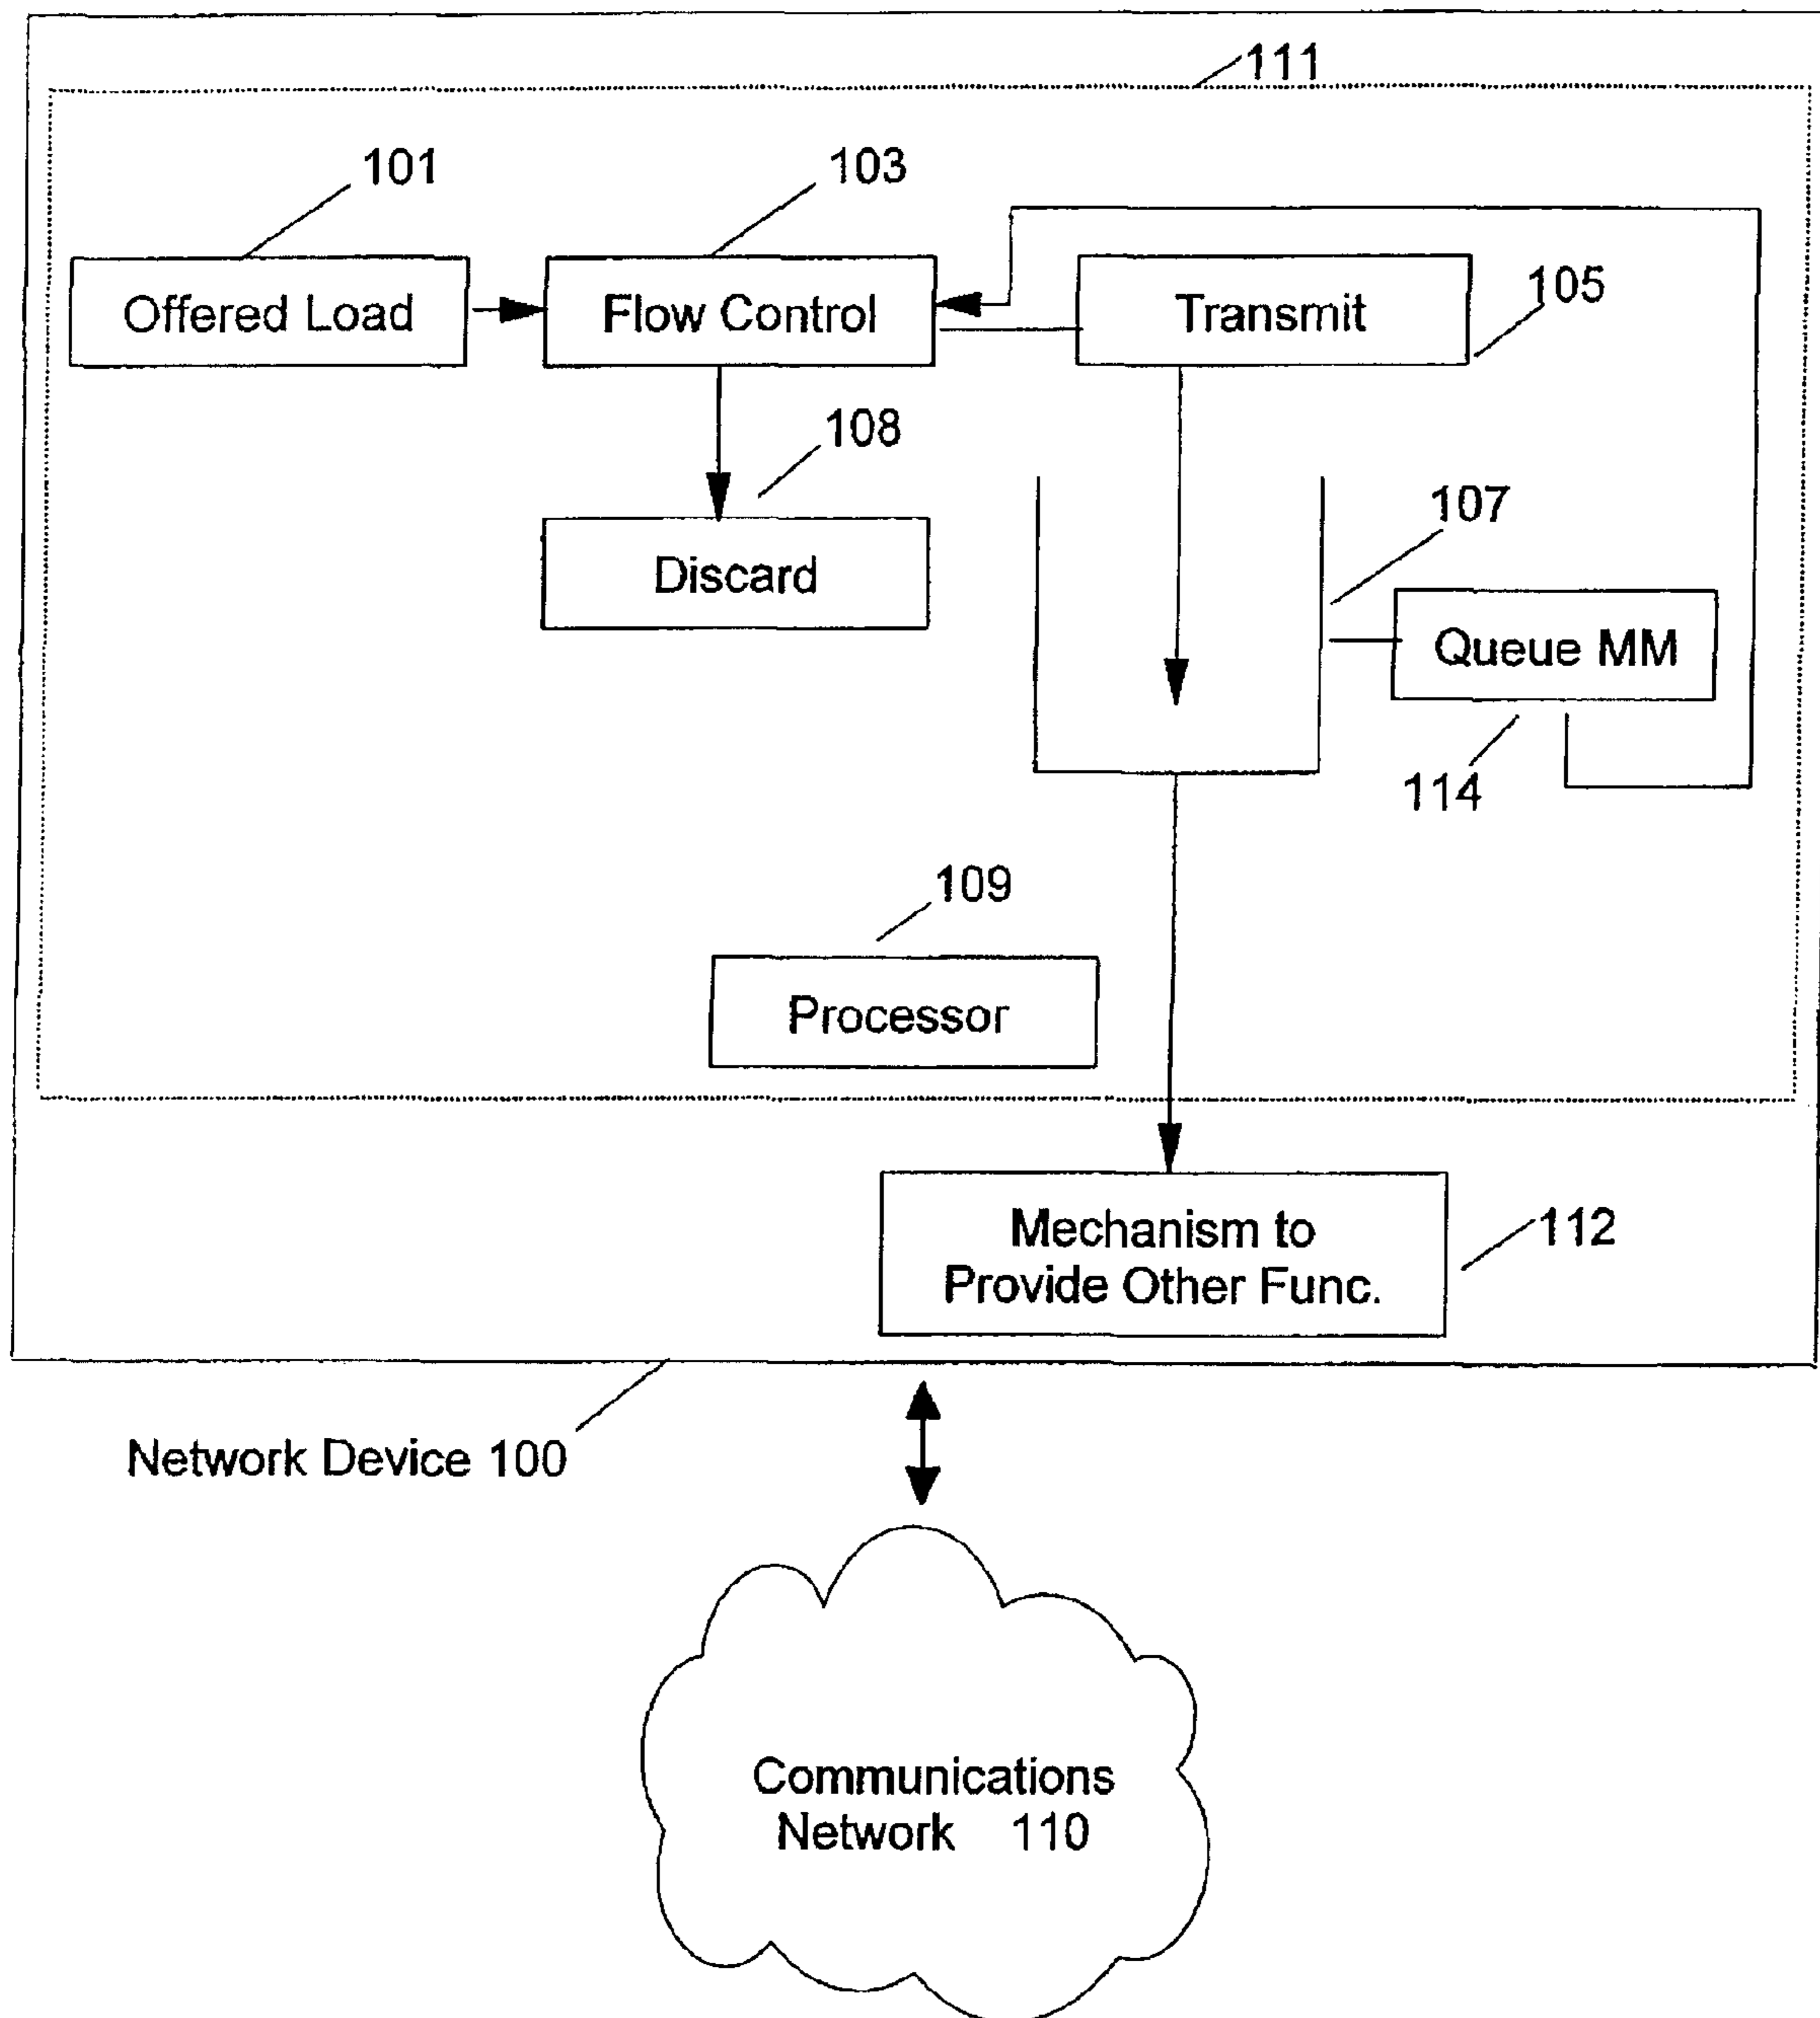 111
101
103
Offered Load
Flow Control
Transmit
105
108
Discard
107
Queue MM
114
109
Processor
Mechanism to
Provide Other Func.
112
Network Device 100
Communications
Network 110